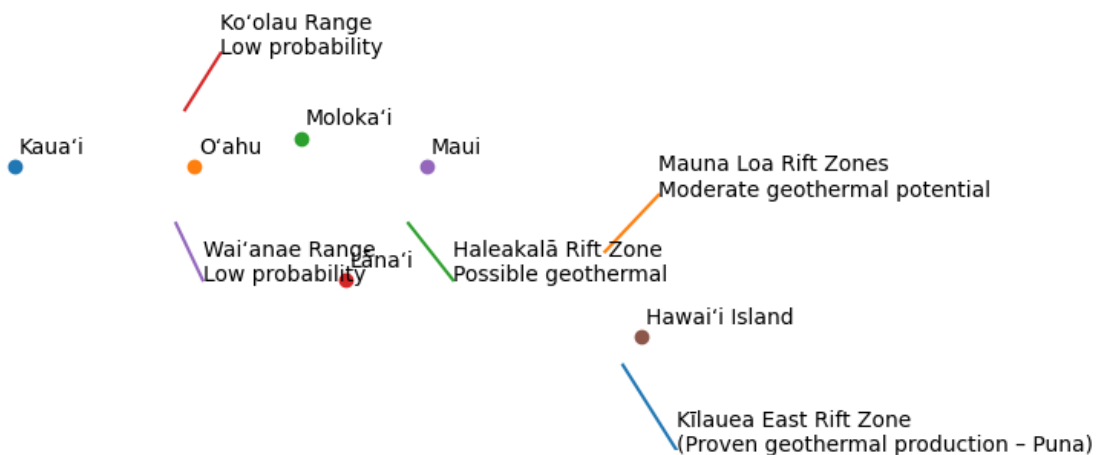 Koʻolau Range
Low probability
Molokaʻi
Kauaʻi
Oʻahu
Maui
Mauna Loa Rift Zones
Moderate geothermal potential
Waiʻanae Range
Low probability
Lānaʻi
Haleakalā Rift Zone
Possible geothermal
Hawaiʻi Island
Kīlauea East Rift Zone
(Proven geothermal production – Puna)